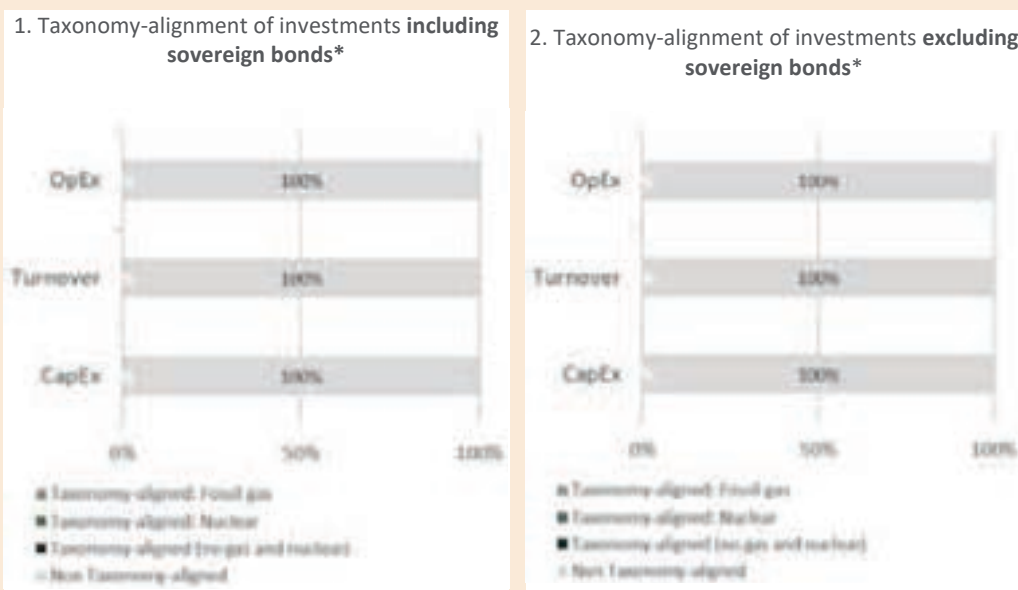 1. Taxonomy-alignment of investments including
sovereign bonds*
OpEx
100%
Turnover
100%
CapEx
100%
0% 50% 100%
Taxonomy-aligned: Fossil gas
Taxonomy-aligned: Nuclear
Taxonomy-aligned (no gas and nuclear)
Non Taxonomy-aligned
2. Taxonomy-alignment of investments excluding
sovereign bonds*
OpEx
100%
Turnover
100%
CapEx
100%
0% 50% 100%
Taxonomy-aligned: Fossil gas
Taxonomy-aligned: Nuclear
Taxonomy-aligned (no gas and nuclear)
Non Taxonomy-aligned